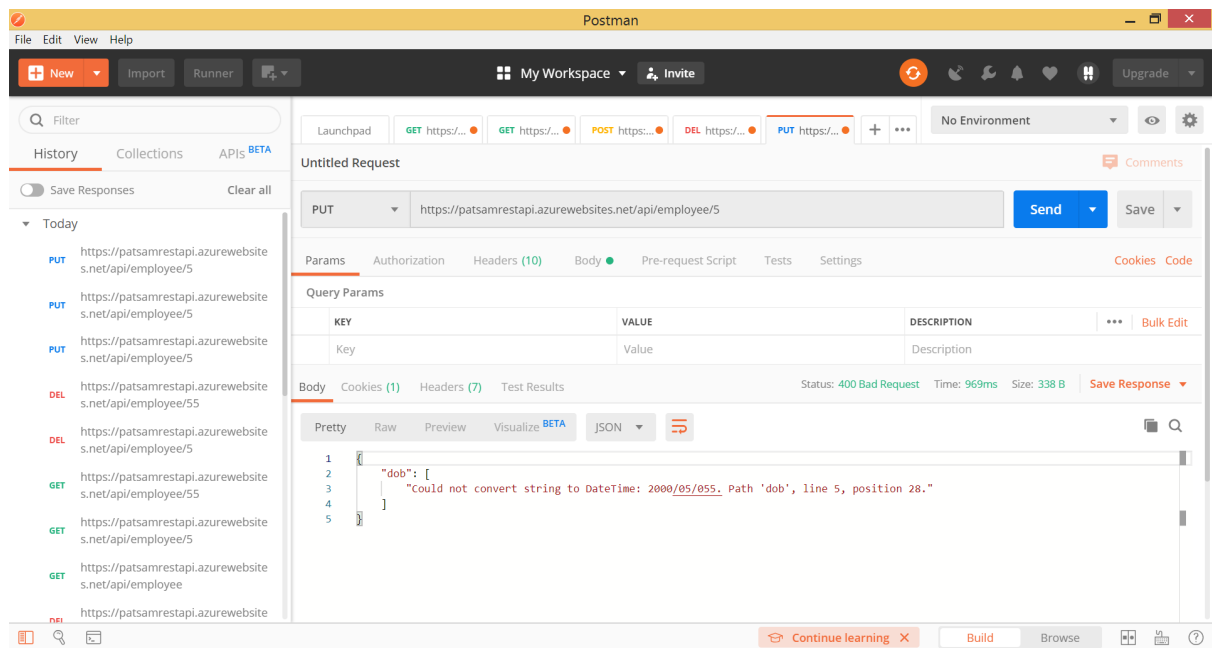 Postman
File Edit View Help
New Import Runner My Workspace Invite Upgrade
Filter
History Collections APIs BETA
Save Responses Clear all
Today
PUT https://patsamrestapi.azurewebsite
s.net/api/employee/5
PUT https://patsamrestapi.azurewebsite
s.net/api/employee/5
PUT https://patsamrestapi.azurewebsite
s.net/api/employee/5
DEL https://patsamrestapi.azurewebsite
s.net/api/employee/55
DEL https://patsamrestapi.azurewebsite
s.net/api/employee/5
GET https://patsamrestapi.azurewebsite
s.net/api/employee/55
GET https://patsamrestapi.azurewebsite
s.net/api/employee/5
GET https://patsamrestapi.azurewebsite
s.net/api/employee
DEL https://patsamrestapi.azurewebsite
Launchpad GET https:/... GET https:/... POST https:... DEL https:/... PUT https:/... + ••• No Environment
Untitled Request Comments
PUT https://patsamrestapi.azurewebsites.net/api/employee/5 Send Save
Params Authorization Headers (10) Body Pre-request Script Tests Settings Cookies Code
Query Params
KEY VALUE DESCRIPTION ••• Bulk Edit
Key Value Description
Body Cookies (1) Headers (7) Test Results Status: 400 Bad Request Time: 969ms Size: 338 B Save Response
Pretty Raw Preview Visualize BETA JSON
1 {
2 "dob": [
3 "Could not convert string to DateTime: 2000/05/055. Path 'dob', line 5, position 28."
4 ]
5 }
Continue learning X Build Browse ?